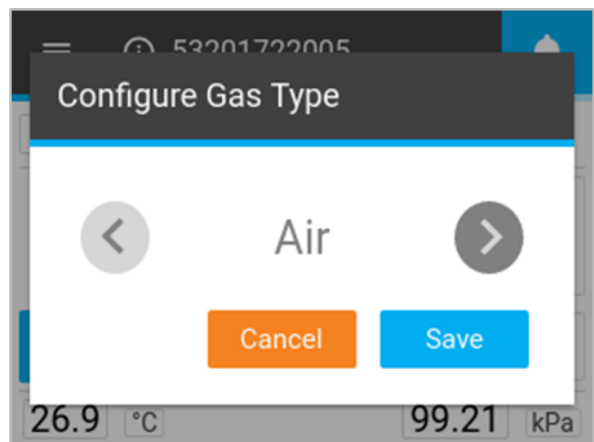 53201722005
Configure Gas Type
Air
Cancel Save
26.9 °C 99.21 kPa